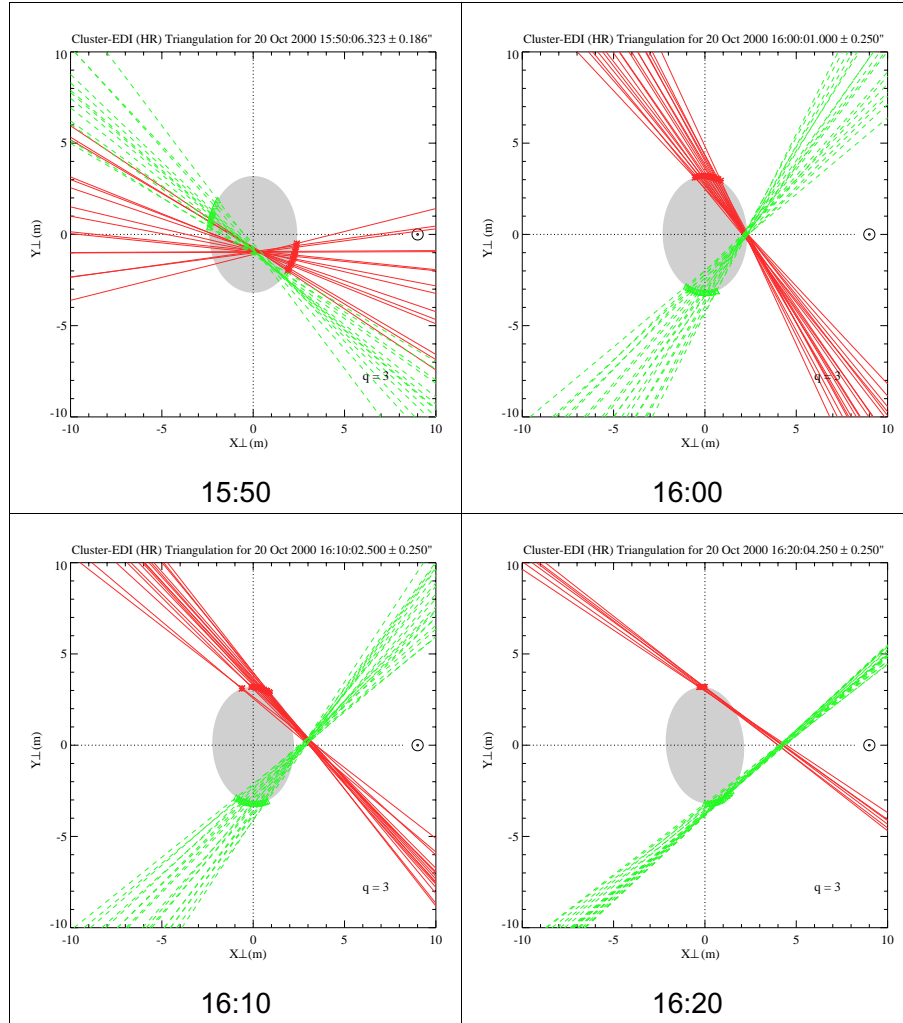 Cluster-EDI (HR) Triangulation for 20 Oct 2000 15:50:06.323 ± 0.186"
10
5
0
-5
-10
Y⊥(m)
q = 3
-10 -5 0 5 10
X⊥(m)
15:50
Cluster-EDI (HR) Triangulation for 20 Oct 2000 16:00:01.000 ± 0.250"
10
5
0
-5
-10
Y⊥(m)
q = 3
-10 -5 0 5 10
X⊥(m)
16:00
Cluster-EDI (HR) Triangulation for 20 Oct 2000 16:10:02.500 ± 0.250"
10
5
0
-5
-10
Y⊥(m)
q = 3
-10 -5 0 5 10
X⊥(m)
16:10
Cluster-EDI (HR) Triangulation for 20 Oct 2000 16:20:04.250 ± 0.250"
10
5
0
-5
-10
Y⊥(m)
q = 3
-10 -5 0 5 10
X⊥(m)
16:20